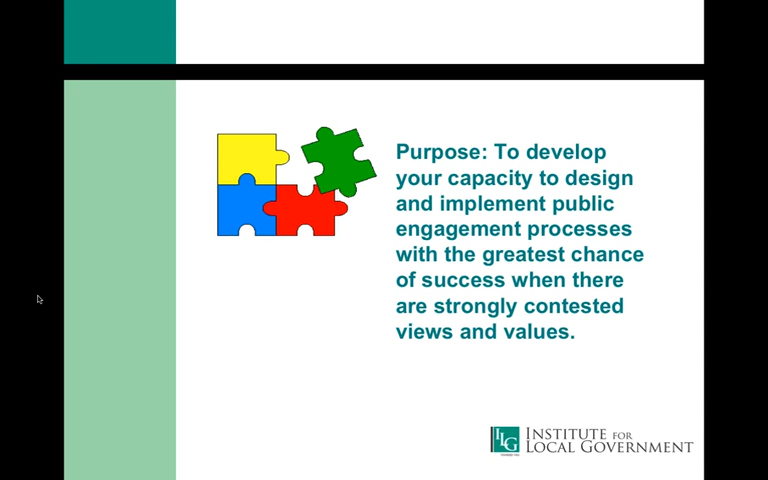 Purpose: To develop
your capacity to design
and implement public
engagement processes
with the greatest chance
of success when there
are strongly contested
views and values.
ILG
INSTITUTE FOR
LOCAL GOVERNMENT